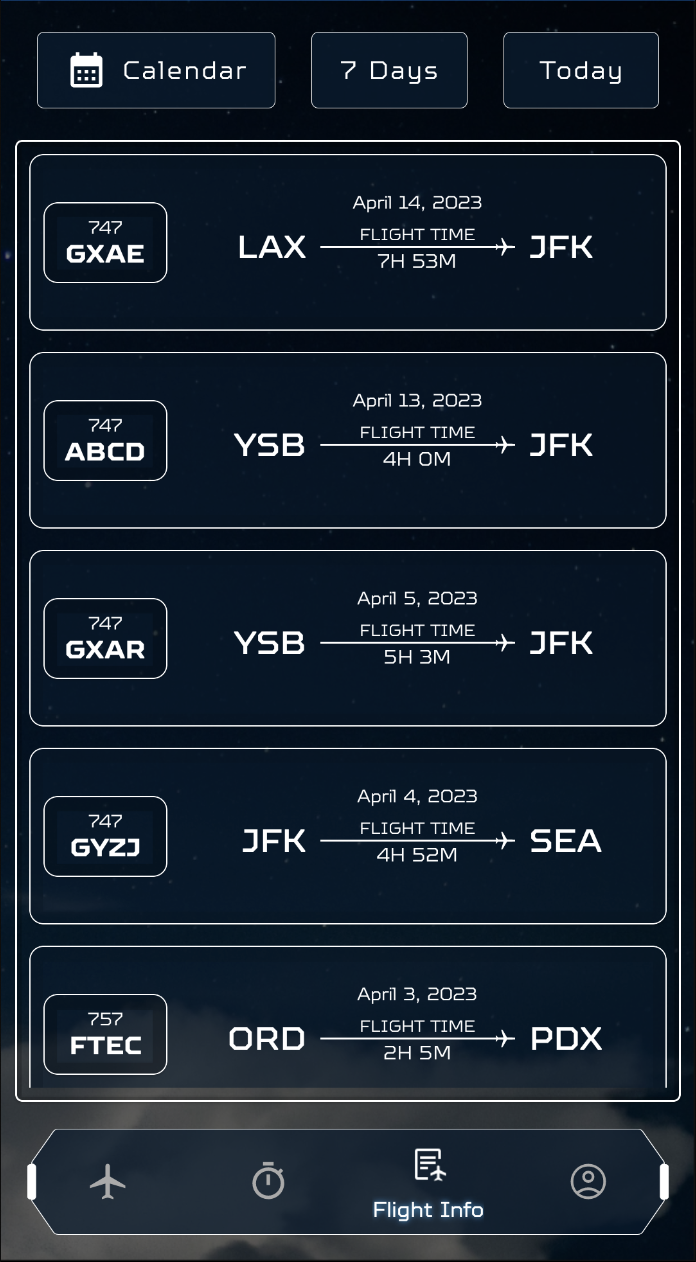 Calendar
7 Days
Today
747
GXAE
April 14, 2023
LAX
FLIGHT TIME
7H 53M
JFK
747
ABCD
April 13, 2023
YSB
FLIGHT TIME
4H 0M
JFK
747
GXAR
April 5, 2023
YSB
FLIGHT TIME
5H 3M
JFK
747
GYZJ
April 4, 2023
JFK
FLIGHT TIME
4H 52M
SEA
757
FTEC
April 3, 2023
ORD
FLIGHT TIME
2H 5M
PDX
Flight Info